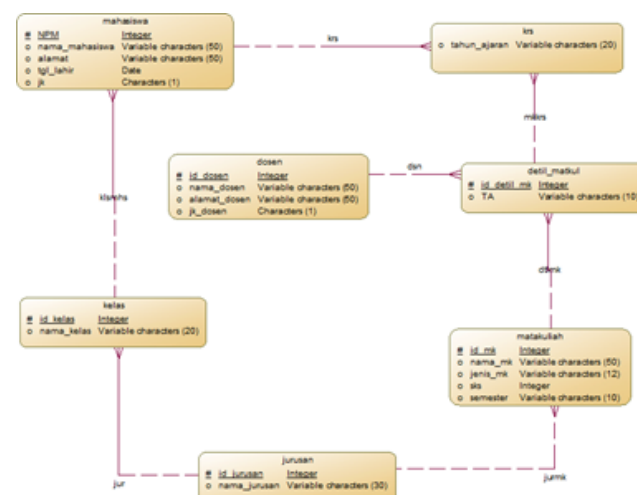 mahasiswa
# NPM Integer
o nama_mahasiswa Variable characters (50)
o alamat Variable characters (50)
o tgl_lahir Date
o jk Characters (1)
krs
krs
o tahun_ajaran Variable characters (20)
mkkrs
dosen
# id_dosen Integer
o nama_dosen Variable characters (50)
o alamat_dosen Variable characters (50)
o jk_dosen Characters (1)
dsn
detil_matkul
# id_detil_mk Integer
o TA Variable characters (10)
klsmhs
dtlmk
kelas
# id_kelas Integer
o nama_kelas Variable characters (20)
matakuliah
# id_mk Integer
o nama_mk Variable characters (50)
o jenis_mk Variable characters (12)
o sks Integer
o semester Variable characters (10)
jurusan
# id_jurusan Integer
o nama_jurusan Variable characters (30)
jur
jurmk